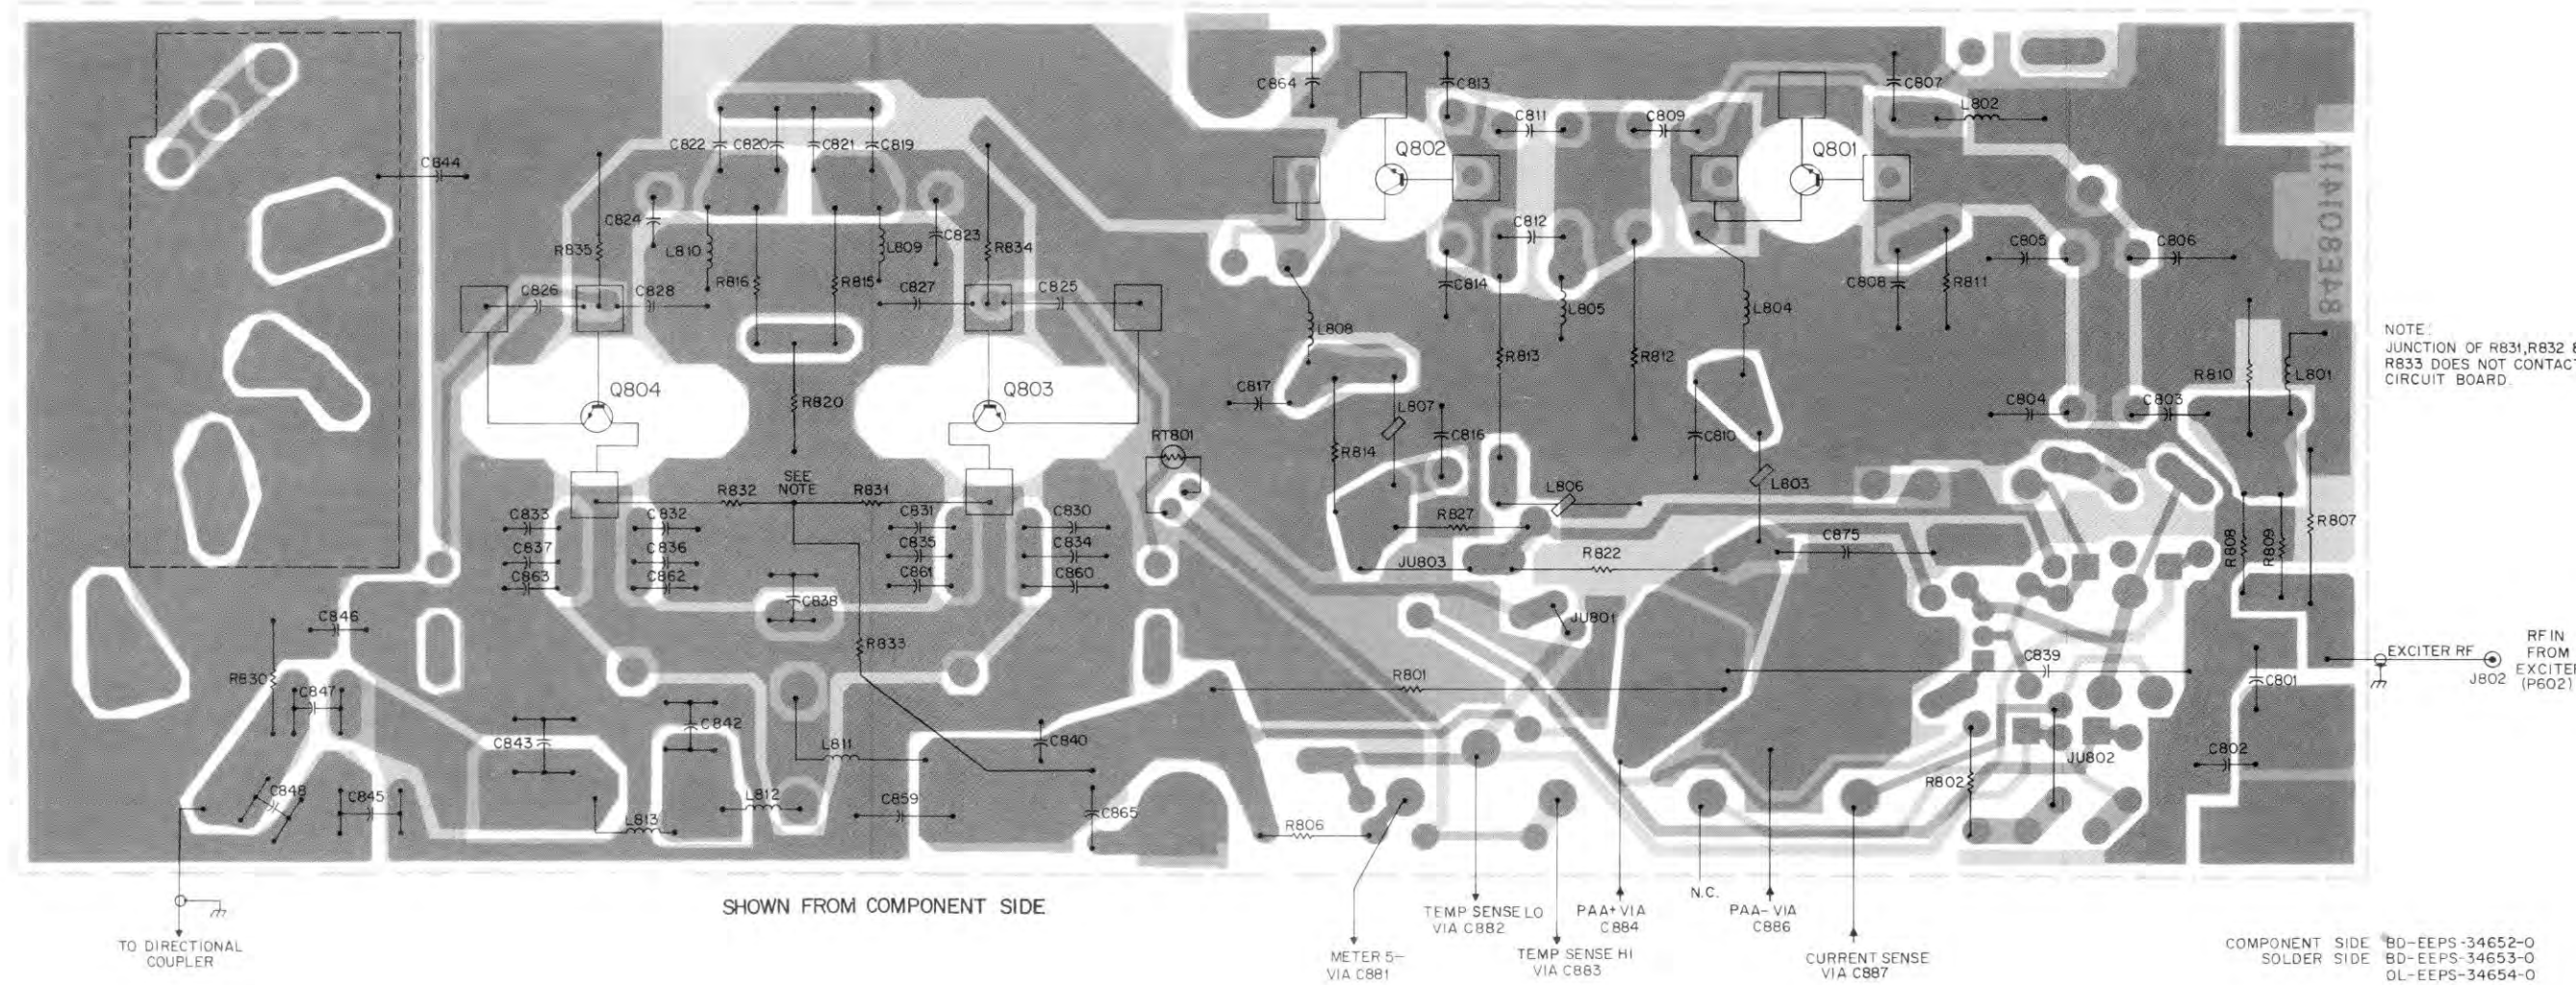 C864
C813
C807
L802
C822
C820
C821
C819
C811
C809
Q802
Q801
C844
C824
C823
C812
R835
L810
L809
R834
C805
C806
R816
R815
C826
C828
C827
C825
C814
L805
L804
C808
R811
84E8014IA
L808
R813
R812
NOTE:
JUNCTION OF R831,R832 &
R833 DOES NOT CONTACT
CIRCUIT BOARD.
R810
L801
Q804
Q803
R820
C817
L807
C804
C803
RT801
C816
C810
R814
SEE
NOTE
R832
R831
L806
L803
C833
C832
C831
C830
R827
R807
C837
C836
C835
C834
C875
R808
R809
C863
C862
C861
C860
JU803
R822
C838
JU801
C846
R833
R830
R801
C839
C801
EXCITER RF
J802
RF IN
FROM
EXCITER
(P602)
C847
C842
C843
L811
C840
C802
JU802
C848
C845
L812
C859
C865
R802
L813
R806
SHOWN FROM COMPONENT SIDE
TO DIRECTIONAL
COUPLER
METER 5-
VIA C881
TEMP SENSE LO
VIA C882
TEMP SENSE HI
VIA C883
PAA+ VIA
C884
N.C.
PAA- VIA
C886
CURRENT SENSE
VIA C887
COMPONENT SIDE BD-EEPS-34652-O
SOLDER SIDE BD-EEPS-34653-O
OL-EEPS-34654-O